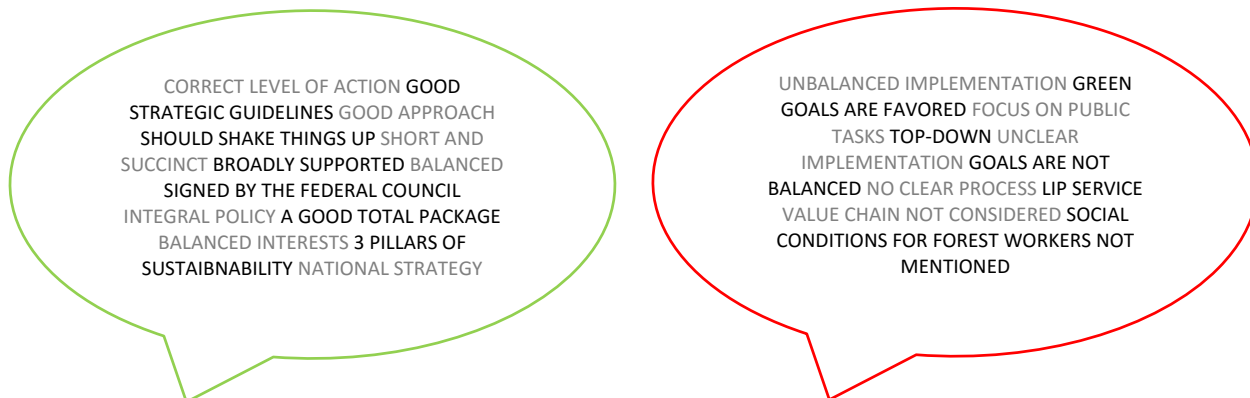 CORRECT LEVEL OF ACTION GOOD
STRATEGIC GUIDELINES GOOD APPROACH
SHOULD SHAKE THINGS UP SHORT AND
SUCCINCT BROADLY SUPPORTED BALANCED
SIGNED BY THE FEDERAL COUNCIL
INTEGRAL POLICY A GOOD TOTAL PACKAGE
BALANCED INTERESTS 3 PILLARS OF
SUSTAIBNABILITY NATIONAL STRATEGY
UNBALANCED IMPLEMENTATION GREEN
GOALS ARE FAVORED FOCUS ON PUBLIC
TASKS TOP-DOWN UNCLEAR
IMPLEMENTATION GOALS ARE NOT
BALANCED NO CLEAR PROCESS LIP SERVICE
VALUE CHAIN NOT CONSIDERED SOCIAL
CONDITIONS FOR FOREST WORKERS NOT
MENTIONED